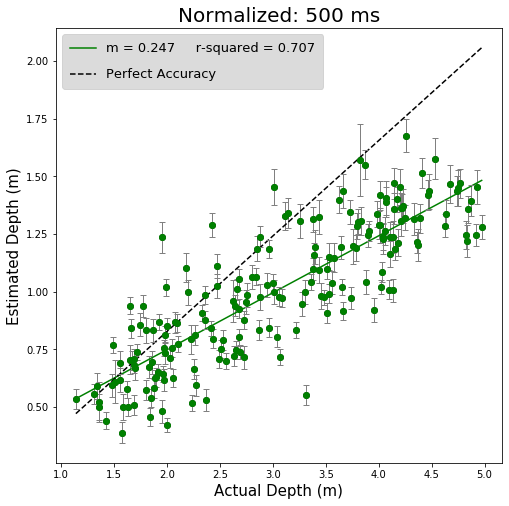 Normalized: 500 ms
m = 0.247 r-squared = 0.707
Perfect Accuracy
Estimated Depth (m)
2.00
1.75
1.50
1.25
1.00
0.75
0.50
1.0 1.5 2.0 2.5 3.0 3.5 4.0 4.5 5.0
Actual Depth (m)